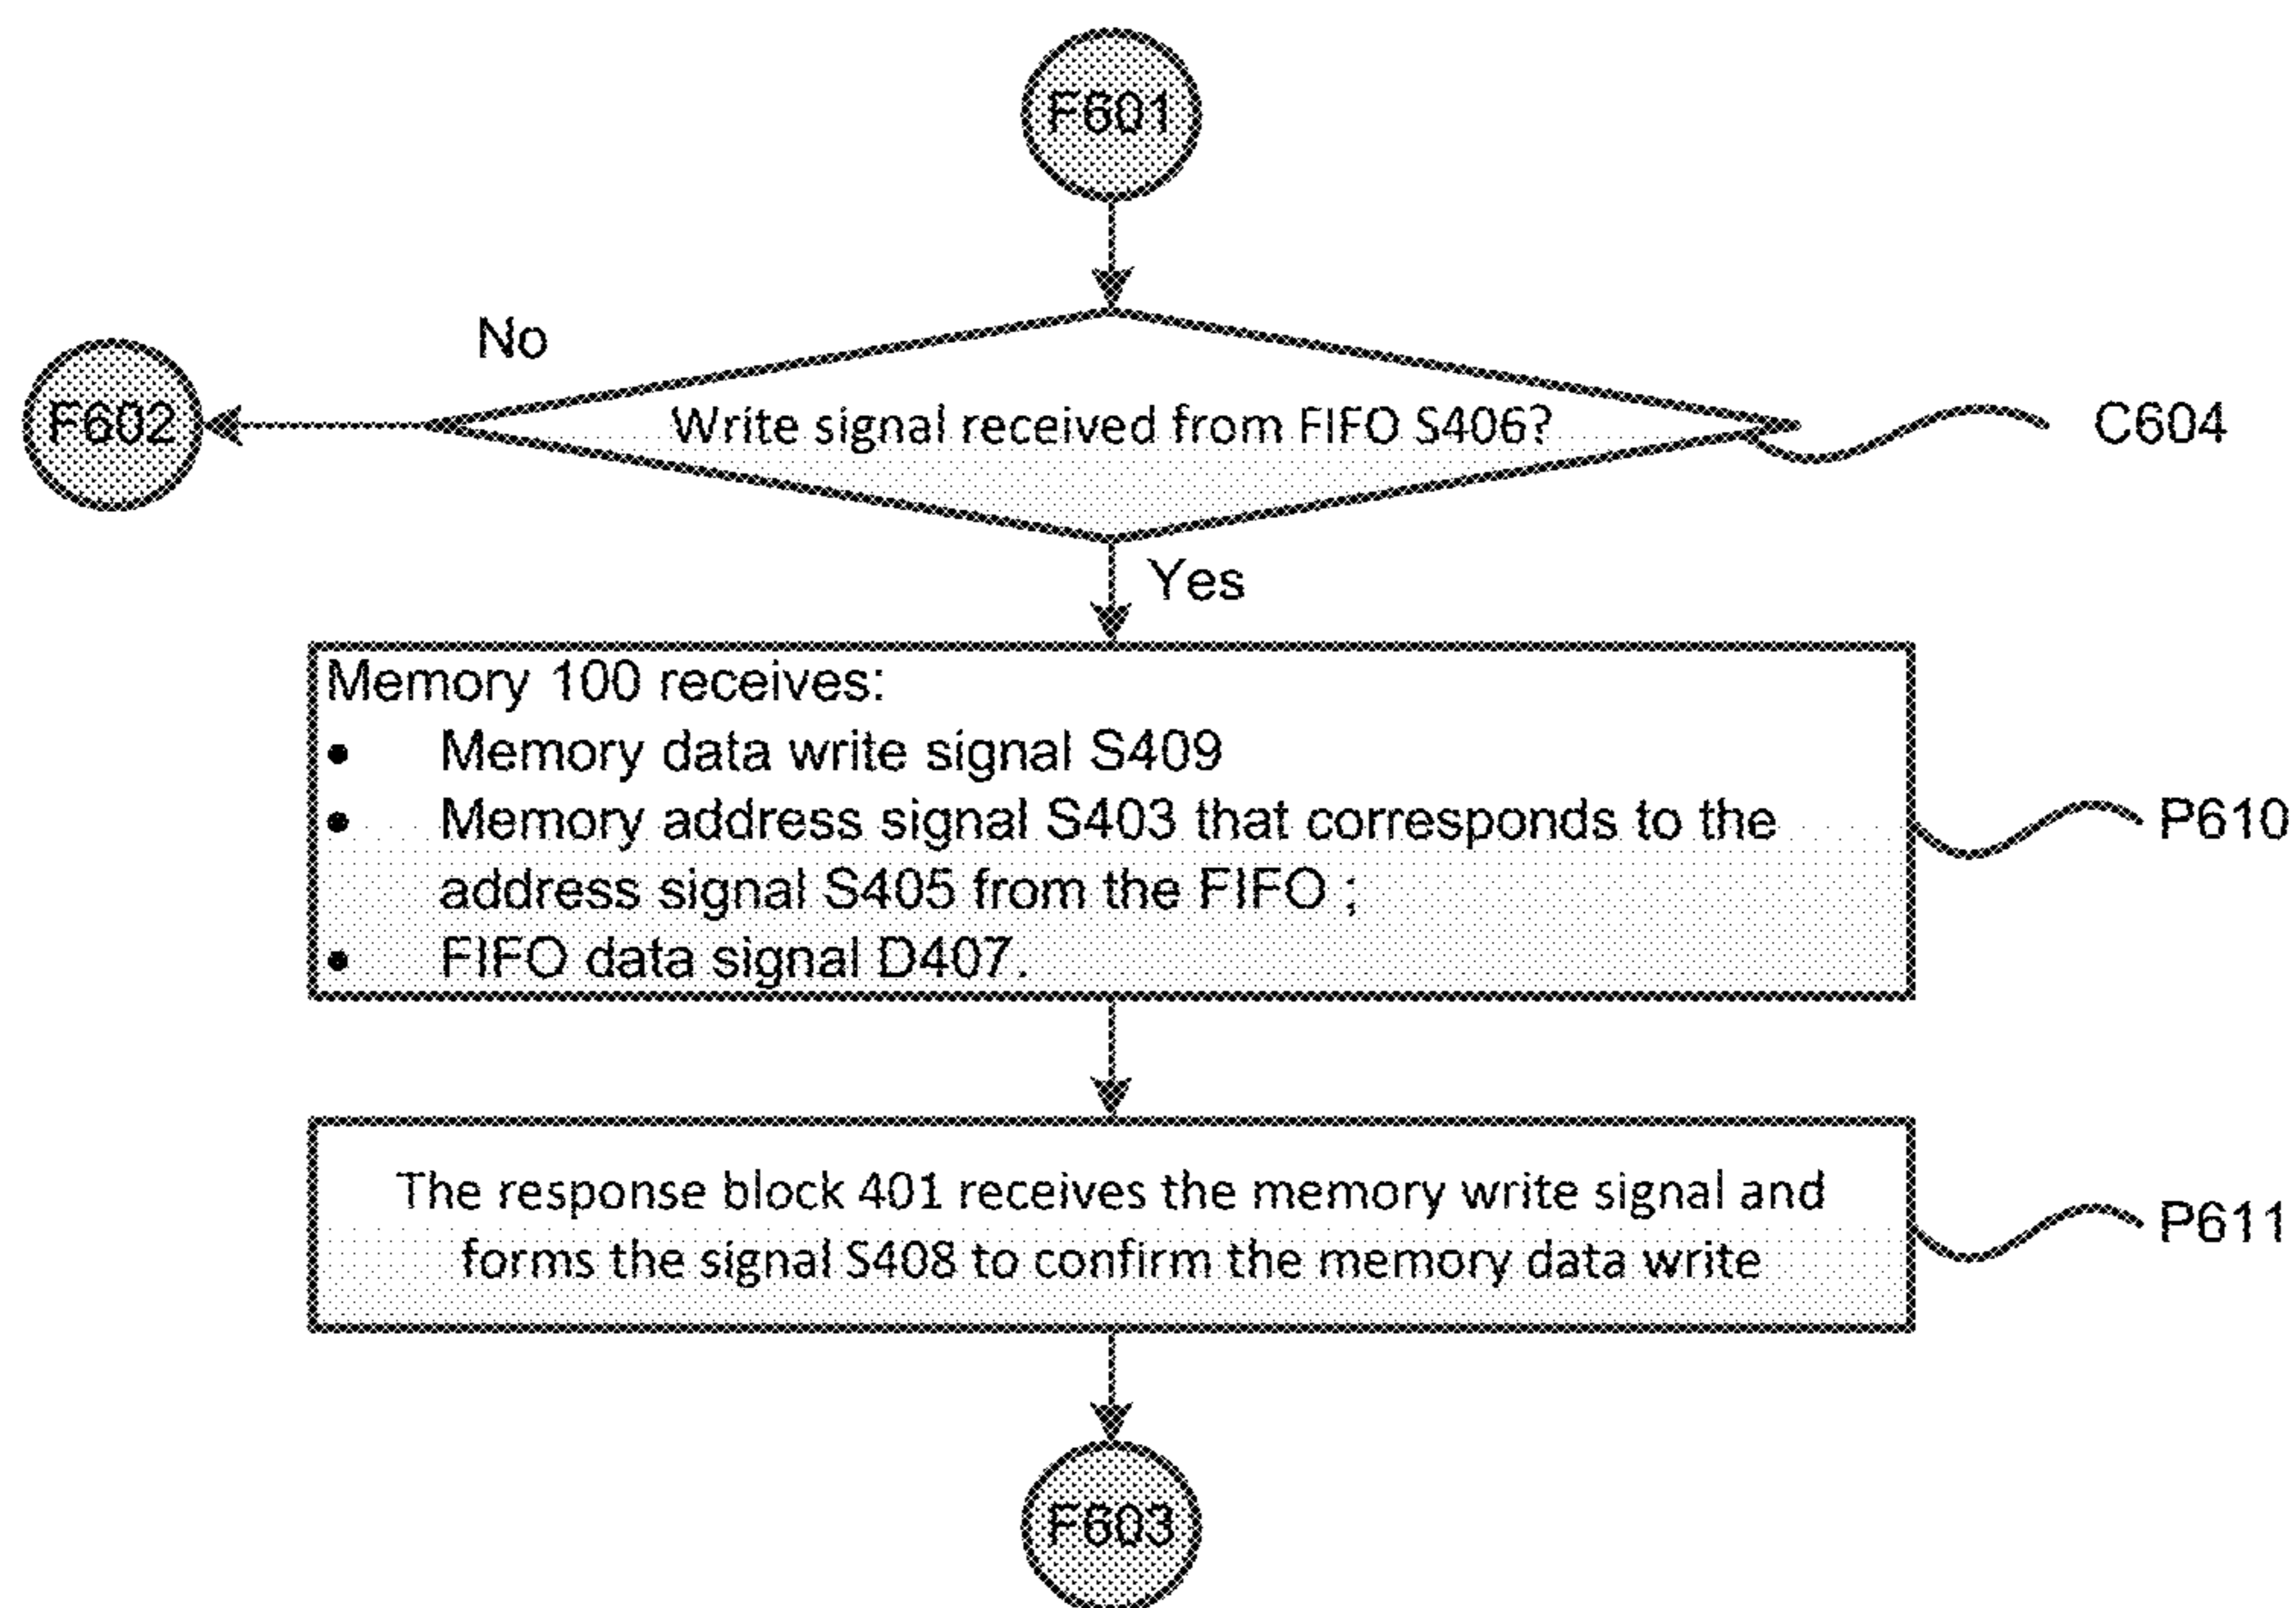 F601
No
F602
Write signal received from FIFO S406?
C604
Yes
Memory 100 receives:
• Memory data write signal S409
• Memory address signal S403 that corresponds to the
address signal S405 from the FIFO ;
• FIFO data signal D407.
P610
The response block 401 receives the memory write signal and
forms the signal S408 to confirm the memory data write
P611
F603